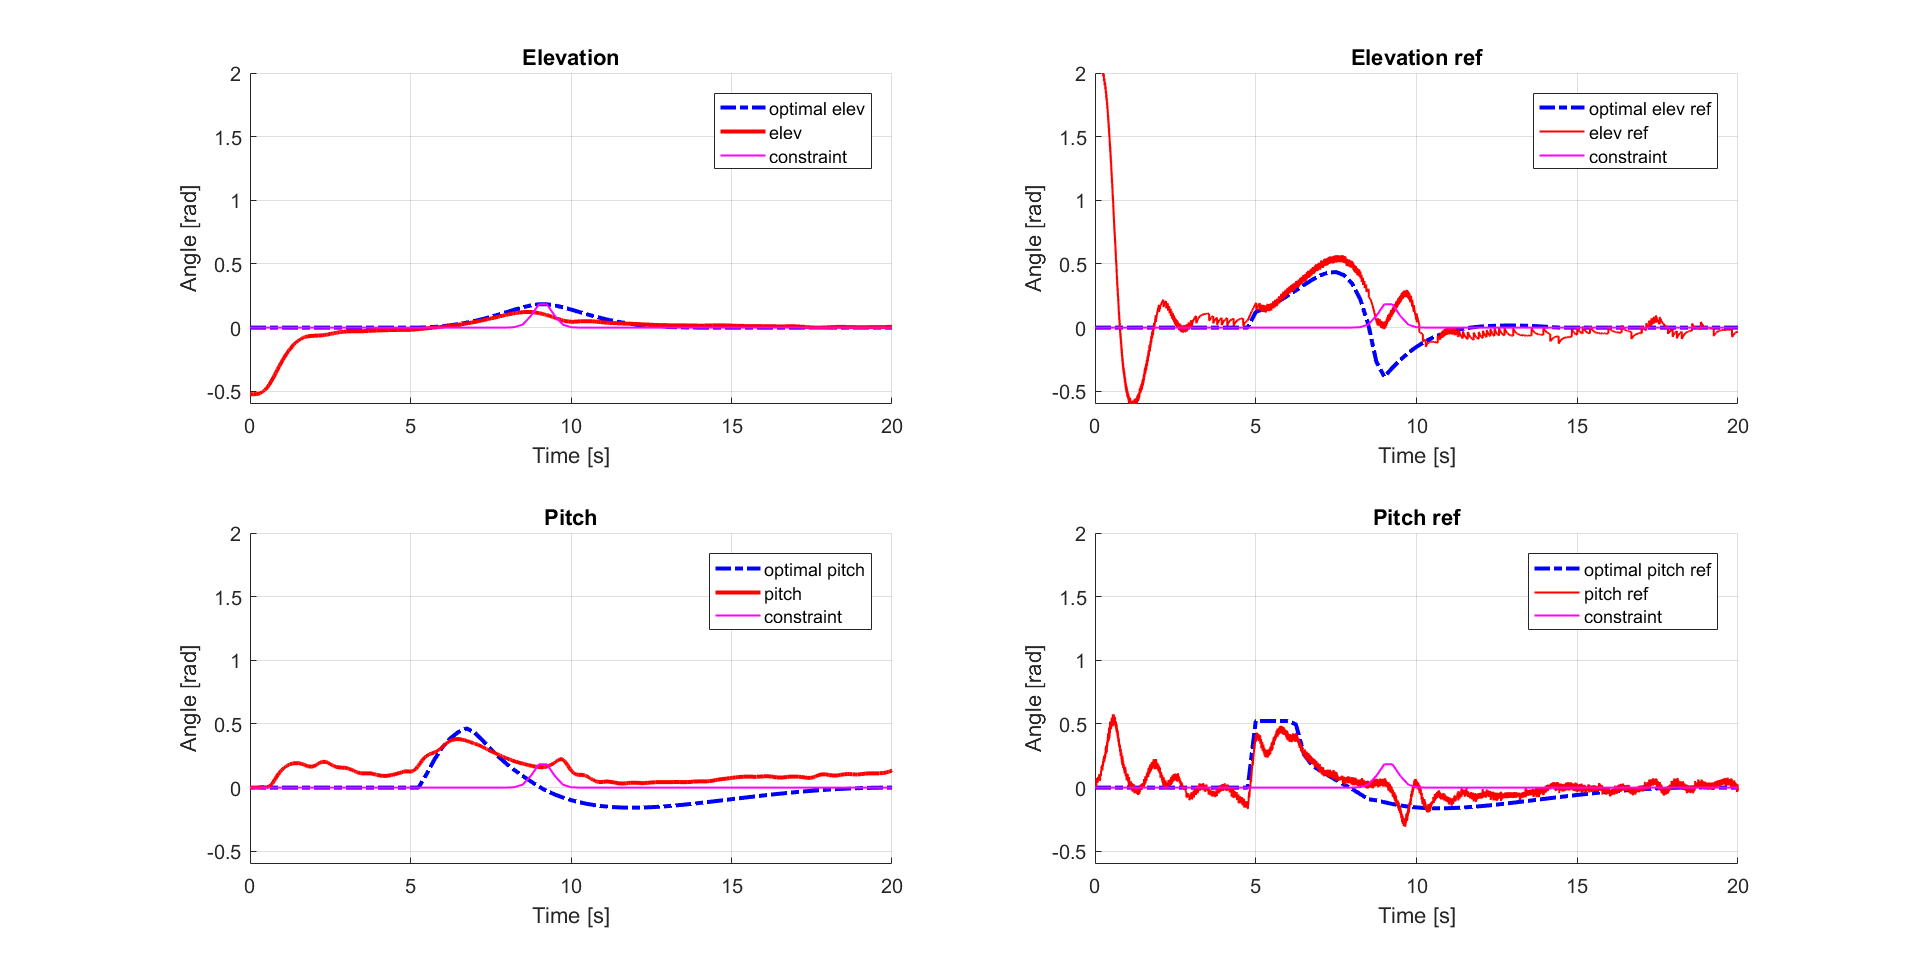 Elevation
2
1.5
1
0.5
0
-0.5
Angle [rad]
optimal elev
elev
constraint
0 5 10 15 20
Time [s]
Elevation ref
2
1.5
1
0.5
0
-0.5
Angle [rad]
optimal elev ref
elev ref
constraint
0 5 10 15 20
Time [s]
Pitch
2
1.5
1
0.5
0
-0.5
Angle [rad]
optimal pitch
pitch
constraint
0 5 10 15 20
Time [s]
Pitch ref
2
1.5
1
0.5
0
-0.5
Angle [rad]
optimal pitch ref
pitch ref
constraint
0 5 10 15 20
Time [s]